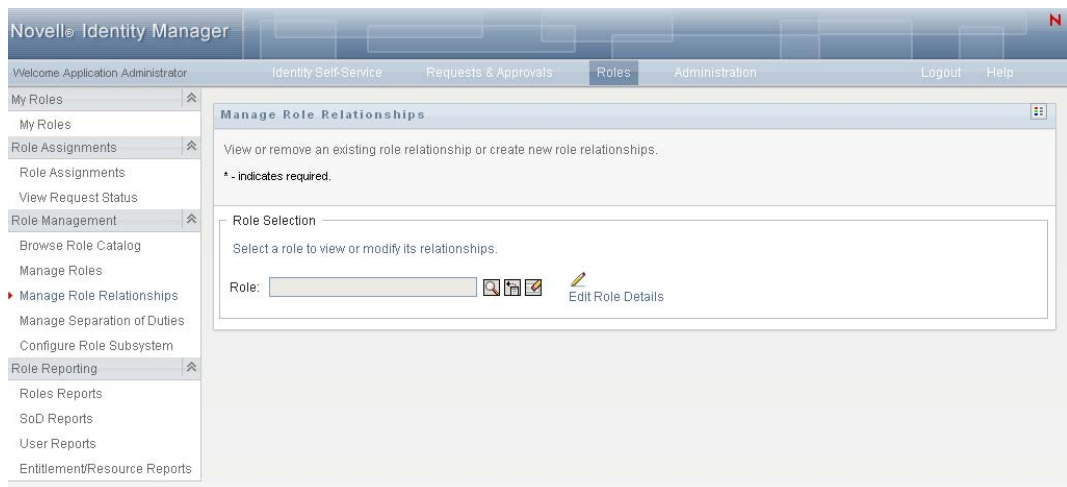 Novell® Identity Manager
N
Welcome Application Administrator
Identity Self-Service Requests & Approvals Roles Administration Logout Help
My Roles
My Roles
Role Assignments
Role Assignments
View Request Status
Role Management
Browse Role Catalog
Manage Roles
Manage Role Relationships
Manage Separation of Duties
Configure Role Subsystem
Role Reporting
Roles Reports
SoD Reports
User Reports
Entitlement/Resource Reports
Manage Role Relationships
View or remove an existing role relationship or create new role relationships.
* - indicates required.
Role Selection
Select a role to view or modify its relationships.
Role:
Edit Role Details